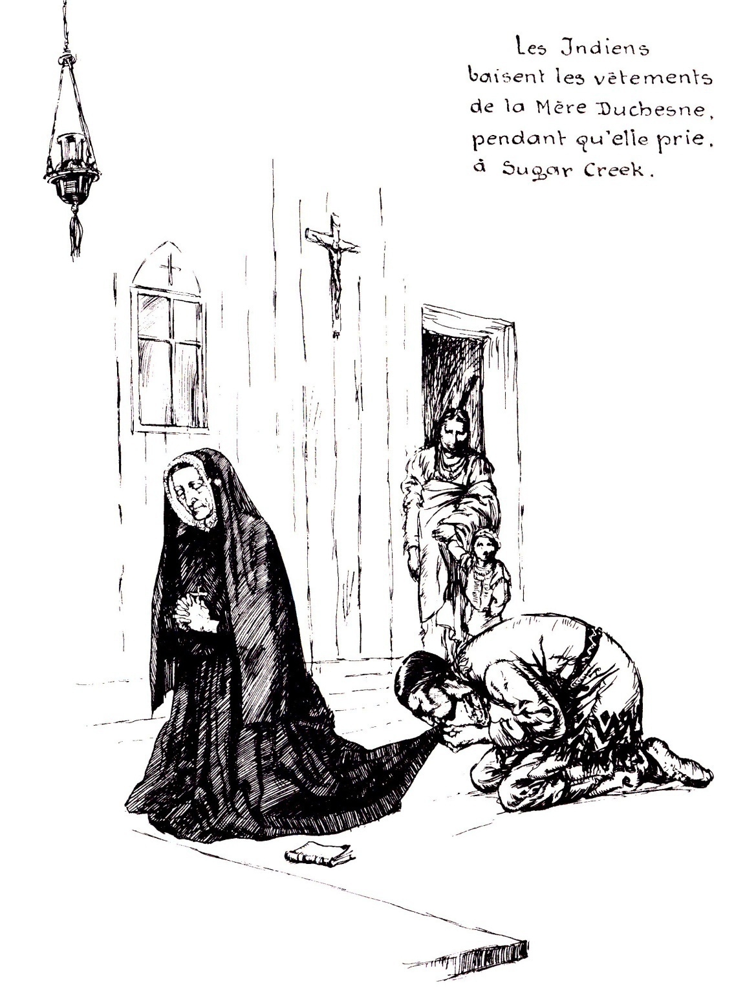 Les Indiens
baisent les vêtements
de la Mère Duchesne,
pendant qu'elle prie,
à Sugar Creek.